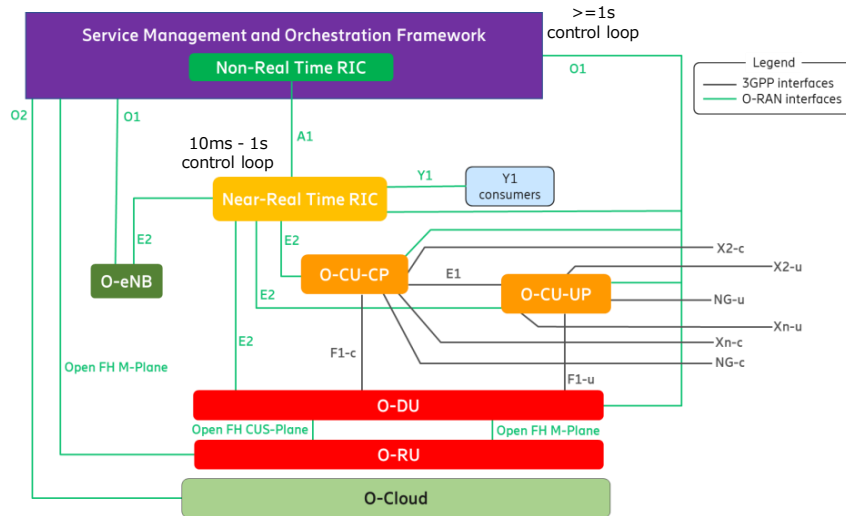 >=1s
control loop
Service Management and Orchestration Framework
Non-Real Time RIC
O1
Legend
3GPP interfaces
O-RAN interfaces
O2
O1
A1
10ms - 1s
control loop
Y1
Y1
consumers
Near-Real Time RIC
E2
E2
O-CU-CP
O-eNB
E2
E1
O-CU-UP
X2-c
X2-u
NG-u
Xn-u
Xn-c
NG-c
E2
F1-c
Open FH M-Plane
F1-u
O-DU
Open FH CUS-Plane
Open FH M-Plane
O-RU
O-Cloud